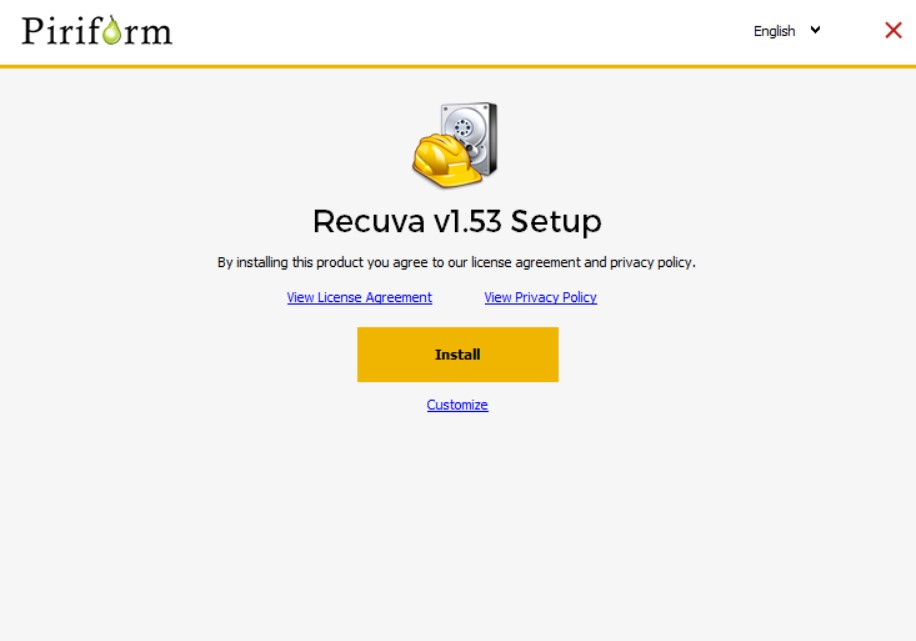 Piriform
English
Recuva v1.53 Setup
By installing this product you agree to our license agreement and privacy policy.
View License Agreement View Privacy Policy
Install
Customize